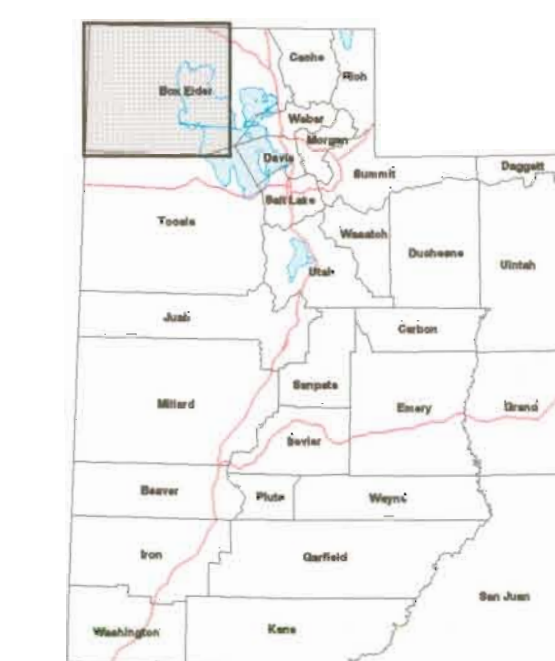 Cache
Rich
Box Elder
Weber
Morgan
Davis
Summit
Daggett
Salt Lake
Tooele
Wasatch
Duchesne
Uintah
Utah
Juab
Carbon
Sanpete
Millard
Emery
Grand
Sevier
Beaver
Piute
Wayne
Iron
Garfield
San Juan
Washington
Kane